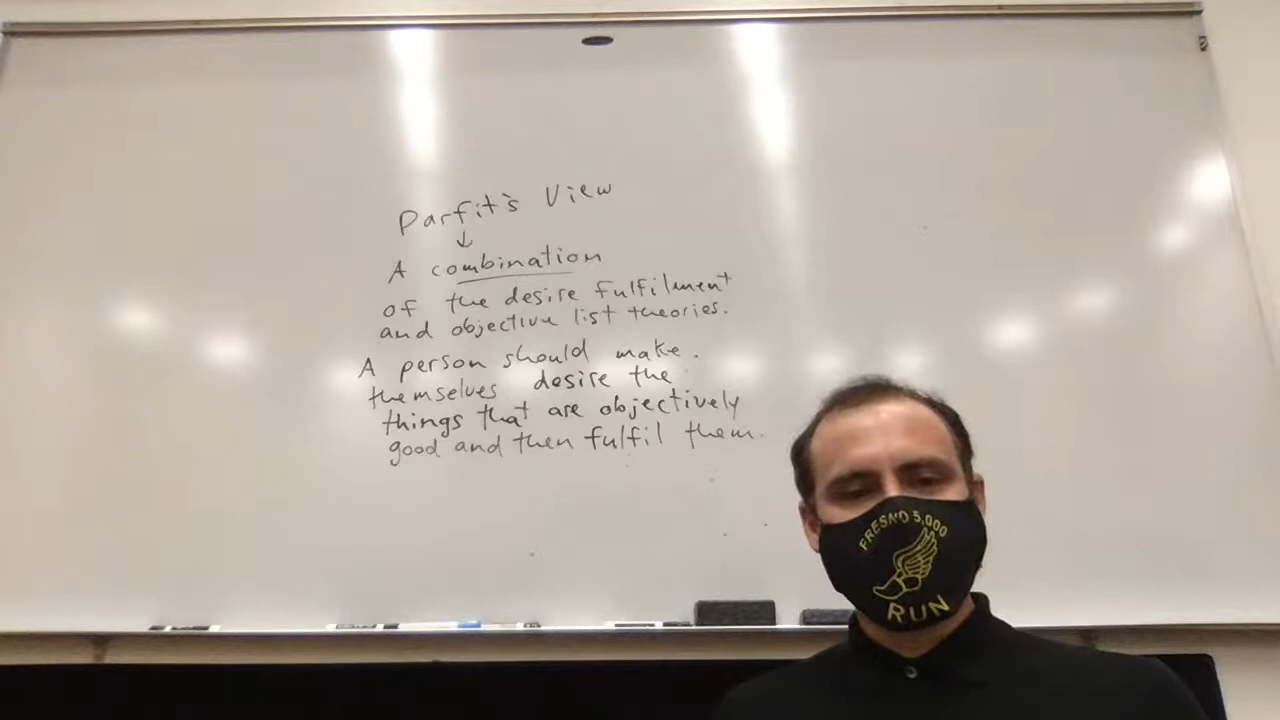 Parfit's View
↓
A combination
of the desire fulfilment
and objective list theories.
A person should make
themselves desire the
things that are objectively
good and then fulfil them.
FRESNO 5,000
RUN